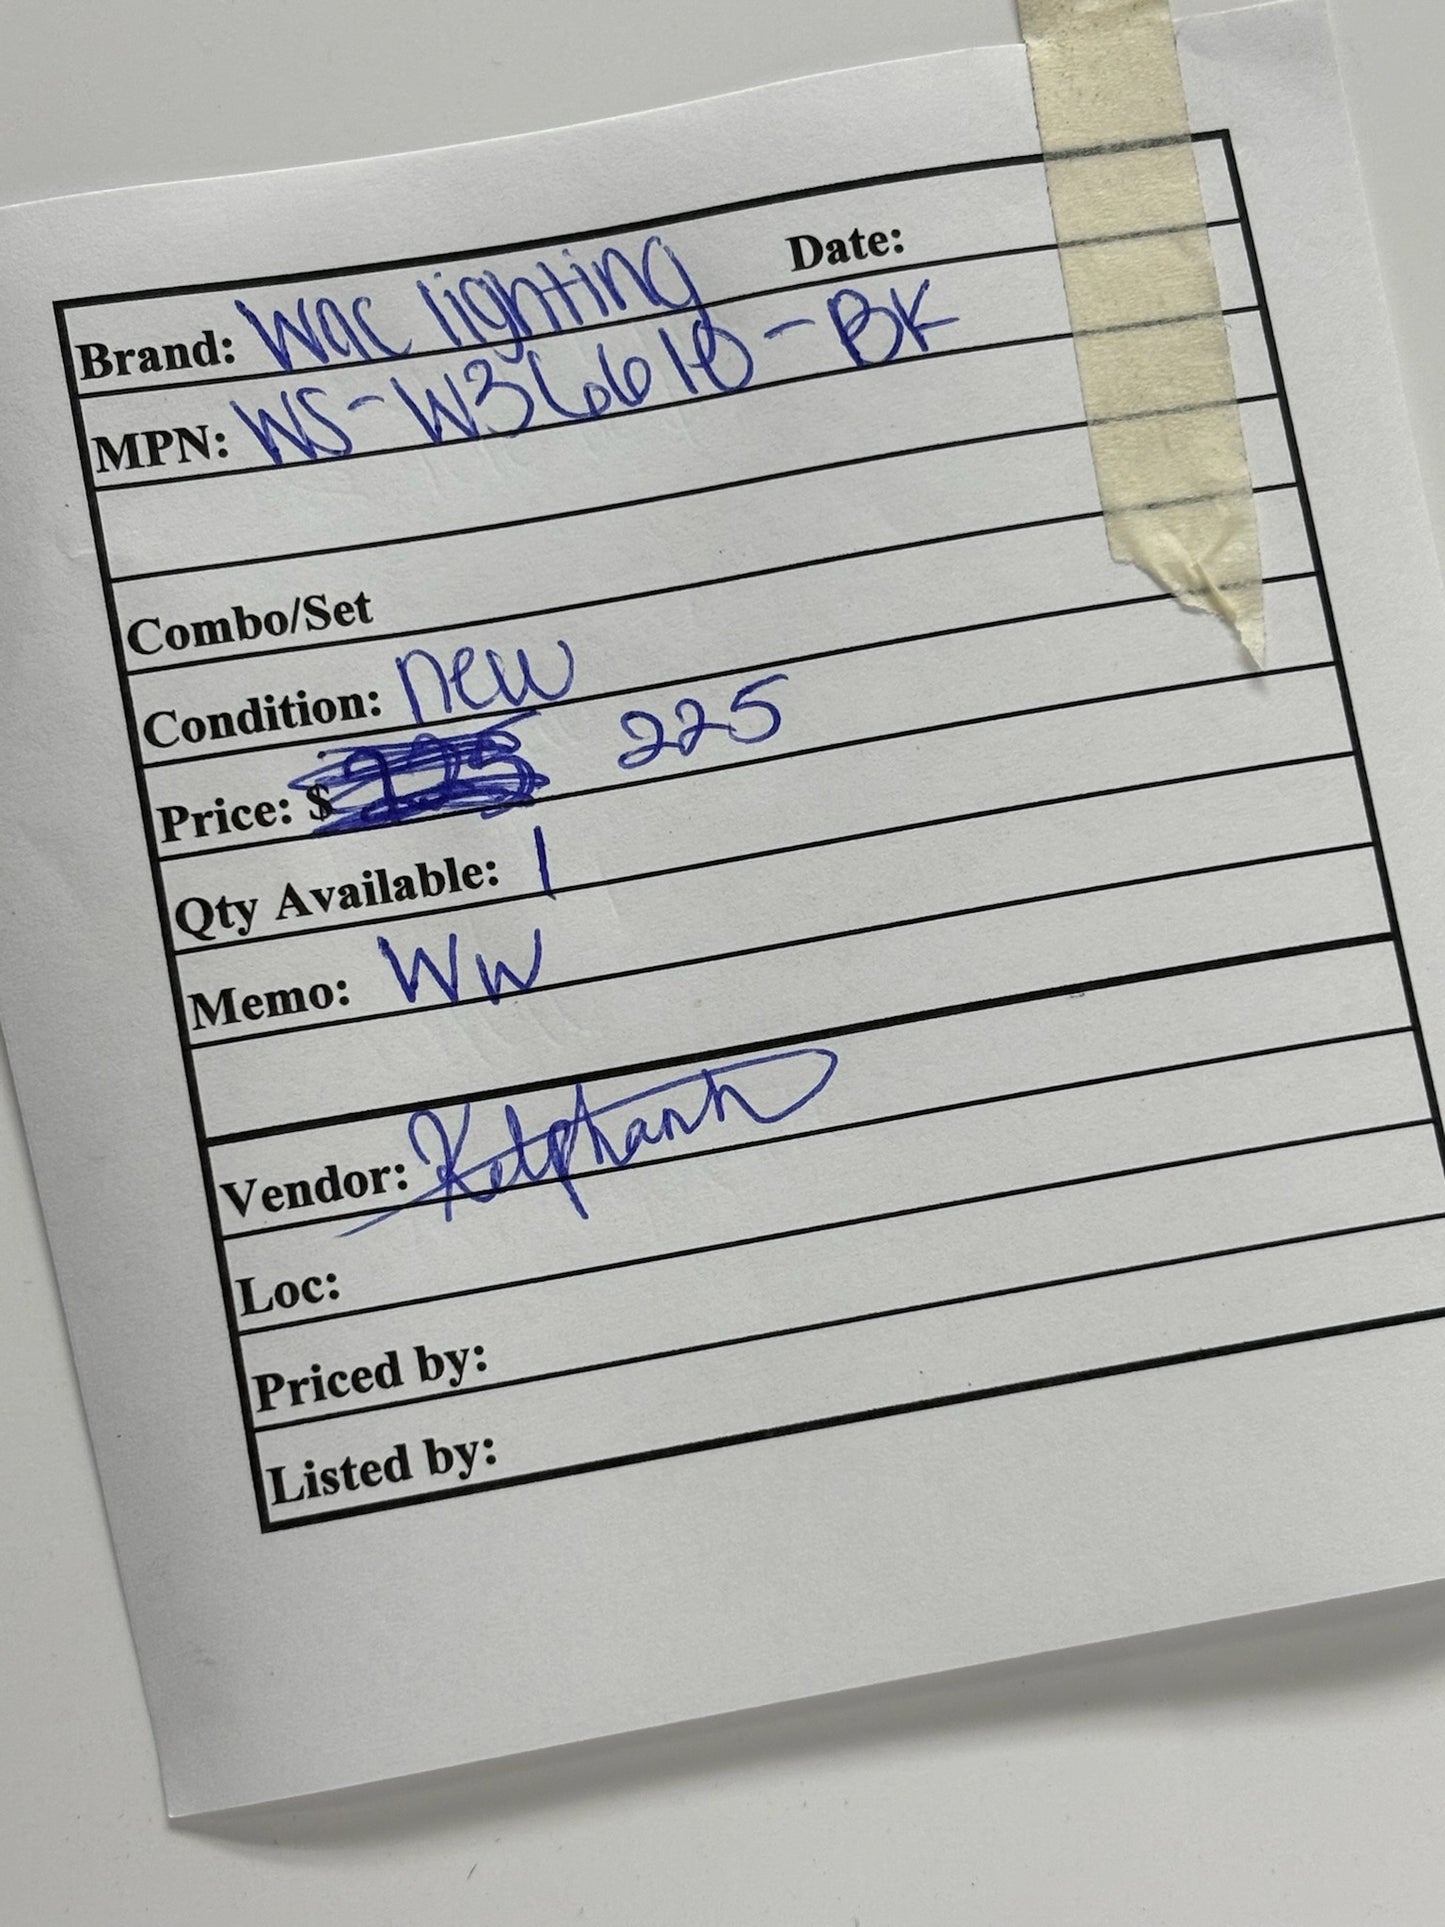 Brand: Wac lighting Date:
MPN: WS-W36610-BK
Combo/Set
Condition: new
Price: $ 225
Qty Available: 1
Memo: WW
Vendor:
Loc:
Priced by:
Listed by: